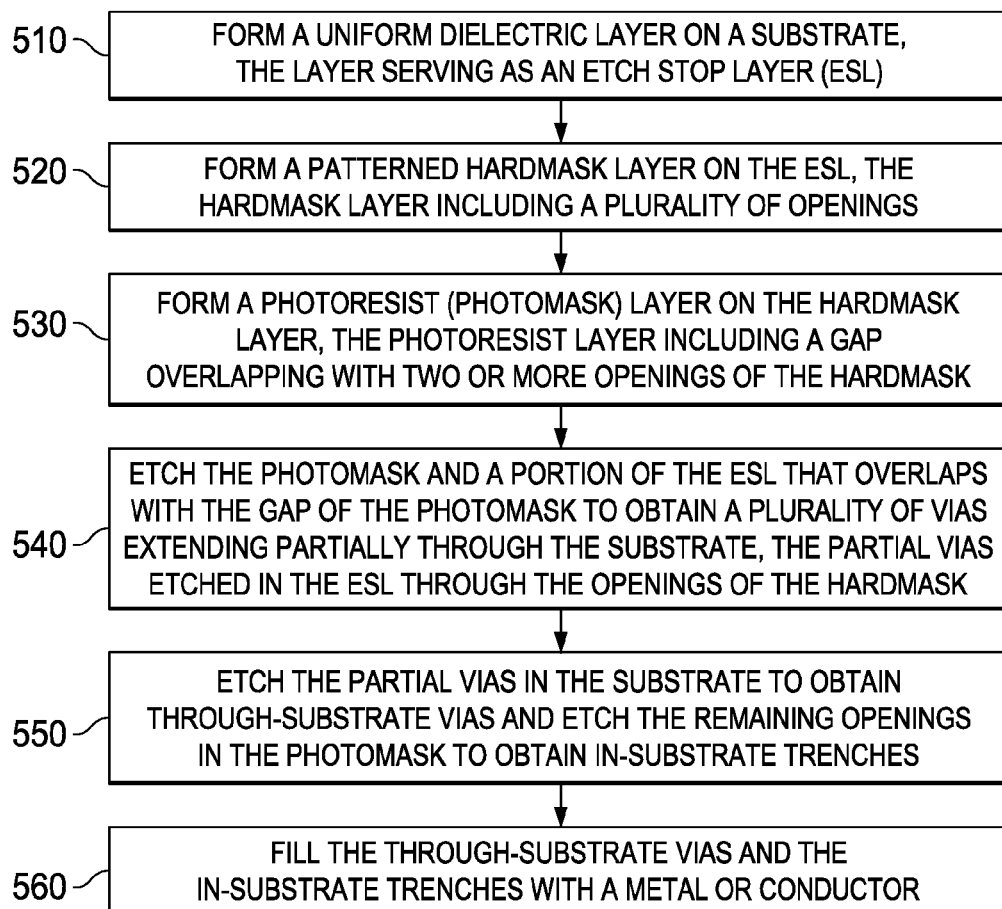 510
FORM A UNIFORM DIELECTRIC LAYER ON A SUBSTRATE,
THE LAYER SERVING AS AN ETCH STOP LAYER (ESL)
520
FORM A PATTERNED HARDMASK LAYER ON THE ESL, THE
HARDMASK LAYER INCLUDING A PLURALITY OF OPENINGS
530
FORM A PHOTORESIST (PHOTOMASK) LAYER ON THE HARDMASK
LAYER, THE PHOTORESIST LAYER INCLUDING A GAP
OVERLAPPING WITH TWO OR MORE OPENINGS OF THE HARDMASK
540
ETCH THE PHOTOMASK AND A PORTION OF THE ESL THAT OVERLAPS
WITH THE GAP OF THE PHOTOMASK TO OBTAIN A PLURALITY OF VIAS
EXTENDING PARTIALLY THROUGH THE SUBSTRATE, THE PARTIAL VIAS
ETCHED IN THE ESL THROUGH THE OPENINGS OF THE HARDMASK
550
ETCH THE PARTIAL VIAS IN THE SUBSTRATE TO OBTAIN
THROUGH-SUBSTRATE VIAS AND ETCH THE REMAINING OPENINGS
IN THE PHOTOMASK TO OBTAIN IN-SUBSTRATE TRENCHES
560
FILL THE THROUGH-SUBSTRATE VIAS AND THE
IN-SUBSTRATE TRENCHES WITH A METAL OR CONDUCTOR